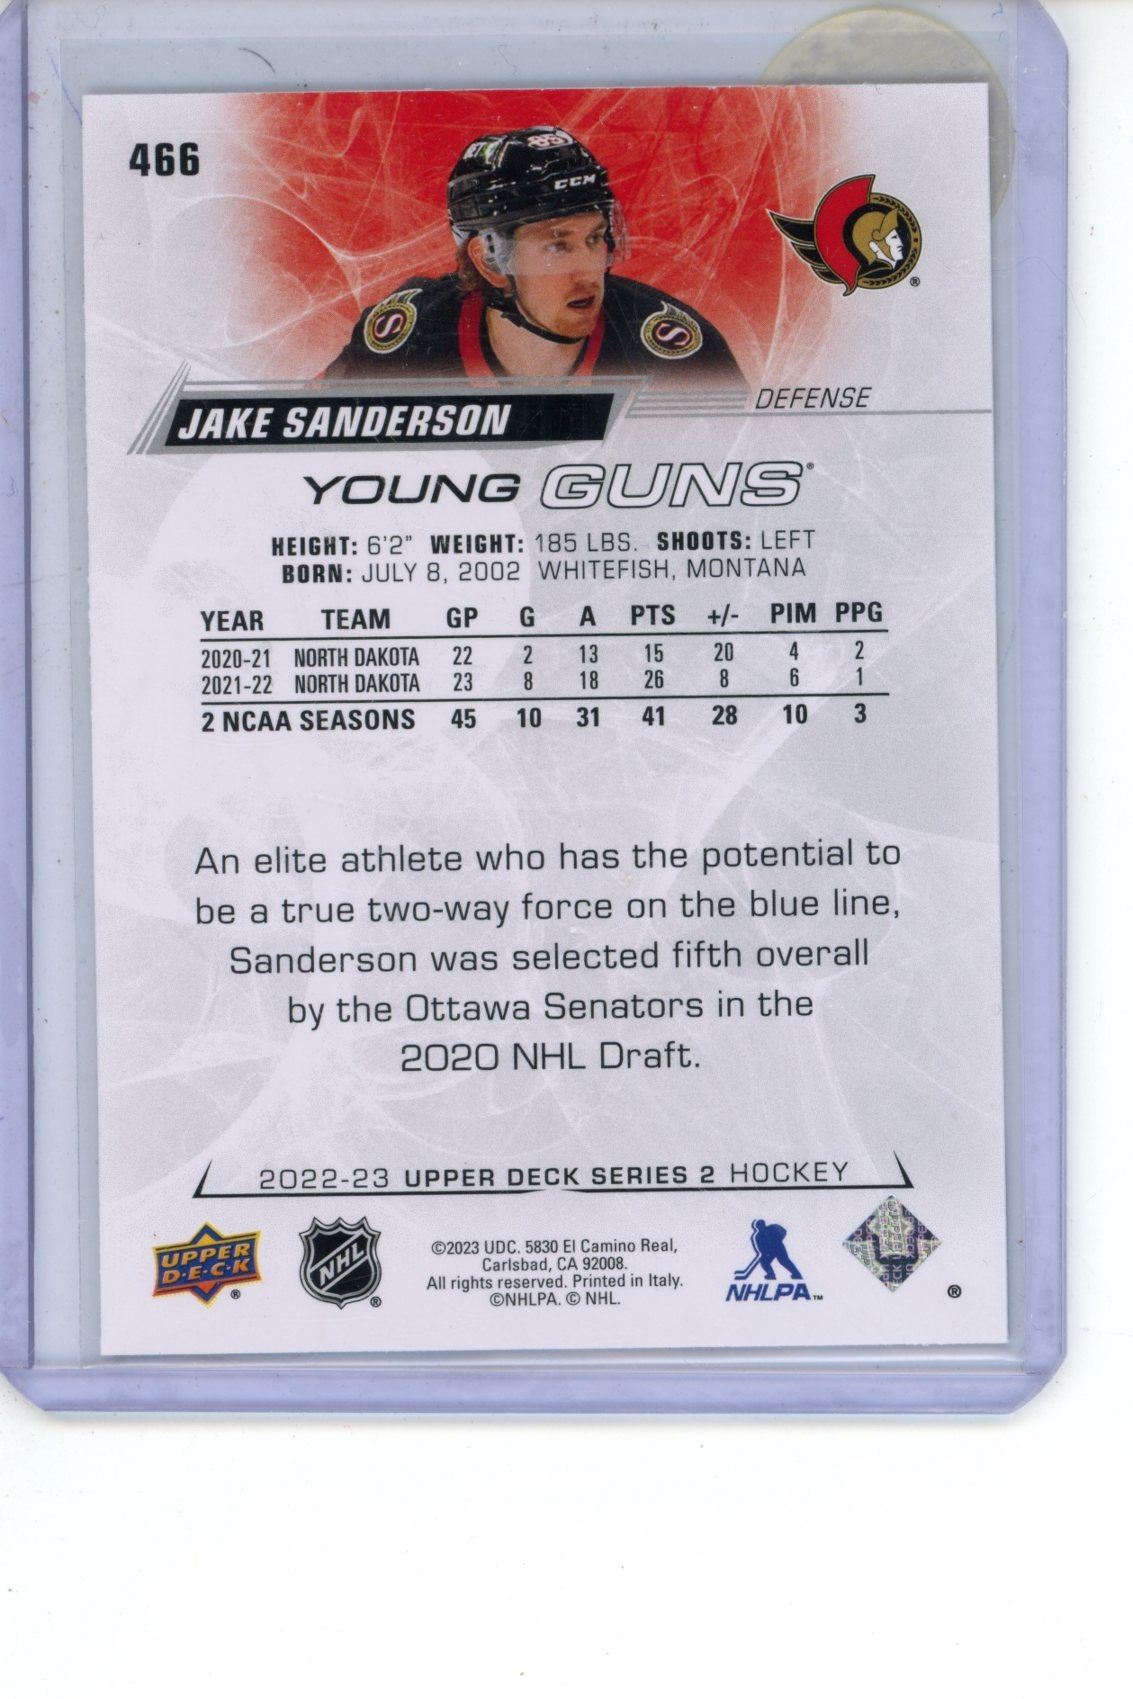 466
CCM
DEFENSE
JAKE SANDERSON
YOUNG GUNS®
HEIGHT: 6'2" WEIGHT: 185 LBS. SHOOTS: LEFT
BORN: JULY 8, 2002 WHITEFISH, MONTANA
YEAR TEAM GP G A PTS +/- PIM PPG
2020-21 NORTH DAKOTA 22 2 13 15 20 4 2
2021-22 NORTH DAKOTA 23 8 18 26 8 6 1
2 NCAA SEASONS 45 10 31 41 28 10 3
An elite athlete who has the potential to
be a true two-way force on the blue line,
Sanderson was selected fifth overall
by the Ottawa Senators in the
2020 NHL Draft.
2022-23 UPPER DECK SERIES 2 HOCKEY
UPPER
D·E·C·K
®
NHL
®
©2023 UDC. 5830 El Camino Real,
Carlsbad, CA 92008.
All rights reserved. Printed in Italy.
©NHLPA. © NHL.
NHLPA™
®